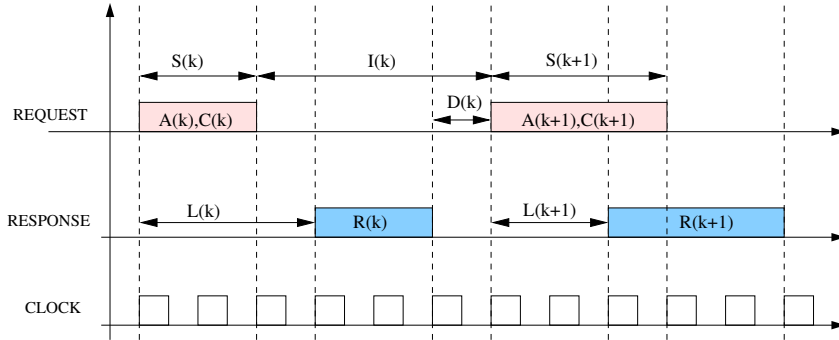 S(k)
I(k)
S(k+1)
D(k)
REQUEST
A(k),C(k)
A(k+1),C(k+1)
L(k)
L(k+1)
RESPONSE
R(k)
R(k+1)
CLOCK